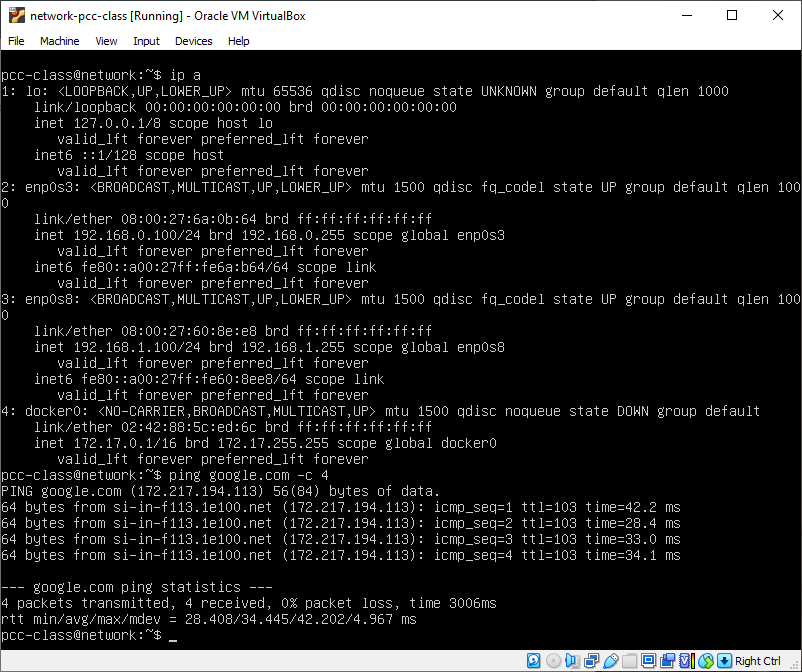 network-pcc-class [Running] - Oracle VM VirtualBox
File Machine View Input Devices Help
pcc-class@network:~$ ip a
1: lo: <LOOPBACK,UP,LOWER_UP> mtu 65536 qdisc noqueue state UNKNOWN group default qlen 1000
    link/loopback 00:00:00:00:00:00 brd 00:00:00:00:00:00
    inet 127.0.0.1/8 scope host lo
       valid_lft forever preferred_lft forever
    inet6 ::1/128 scope host
       valid_lft forever preferred_lft forever
2: enp0s3: <BROADCAST,MULTICAST,UP,LOWER_UP> mtu 1500 qdisc fq_codel state UP group default qlen 100
0
    link/ether 08:00:27:6a:0b:64 brd ff:ff:ff:ff:ff:ff
    inet 192.168.0.100/24 brd 192.168.0.255 scope global enp0s3
       valid_lft forever preferred_lft forever
    inet6 fe80::a00:27ff:fe6a:b64/64 scope link
       valid_lft forever preferred_lft forever
3: enp0s8: <BROADCAST,MULTICAST,UP,LOWER_UP> mtu 1500 qdisc fq_codel state UP group default qlen 100
0
    link/ether 08:00:27:60:8e:e8 brd ff:ff:ff:ff:ff:ff
    inet 192.168.1.100/24 brd 192.168.1.255 scope global enp0s8
       valid_lft forever preferred_lft forever
    inet6 fe80::a00:27ff:fe60:8ee8/64 scope link
       valid_lft forever preferred_lft forever
4: docker0: <NO-CARRIER,BROADCAST,MULTICAST,UP> mtu 1500 qdisc noqueue state DOWN group default
    link/ether 02:42:88:5c:ed:6c brd ff:ff:ff:ff:ff:ff
    inet 172.17.0.1/16 brd 172.17.255.255 scope global docker0
       valid_lft forever preferred_lft forever
pcc-class@network:~$ ping google.com -c 4
PING google.com (172.217.194.113) 56(84) bytes of data.
64 bytes from si-in-f113.1e100.net (172.217.194.113): icmp_seq=1 ttl=103 time=42.2 ms
64 bytes from si-in-f113.1e100.net (172.217.194.113): icmp_seq=2 ttl=103 time=28.4 ms
64 bytes from si-in-f113.1e100.net (172.217.194.113): icmp_seq=3 ttl=103 time=33.0 ms
64 bytes from si-in-f113.1e100.net (172.217.194.113): icmp_seq=4 ttl=103 time=34.1 ms
--- google.com ping statistics ---
4 packets transmitted, 4 received, 0% packet loss, time 3006ms
rtt min/avg/max/mdev = 28.408/34.445/42.202/4.967 ms
pcc-class@network:~$ _
Right Ctrl